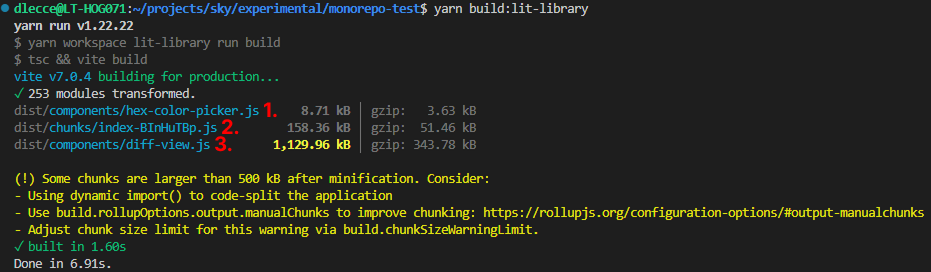 dlecce@LT-HOG071:~/projects/sky/experimental/monorepo-test$ yarn build:lit-library
yarn run v1.22.22
$ yarn workspace lit-library run build
$ tsc && vite build
vite v7.0.4 building for production...
✓ 253 modules transformed.
dist/components/hex-color-picker.js 1. 8.71 kB │ gzip: 3.63 kB
dist/chunks/index-BInHuTBp.js 2. 158.36 kB │ gzip: 51.46 kB
dist/components/diff-view.js 3. 1,129.96 kB │ gzip: 343.78 kB
(!) Some chunks are larger than 500 kB after minification. Consider:
- Using dynamic import() to code-split the application
- Use build.rollupOptions.output.manualChunks to improve chunking: https://rollupjs.org/configuration-options/#output-manualchunks
- Adjust chunk size limit for this warning via build.chunkSizeWarningLimit.
✓ built in 1.60s
Done in 6.91s.